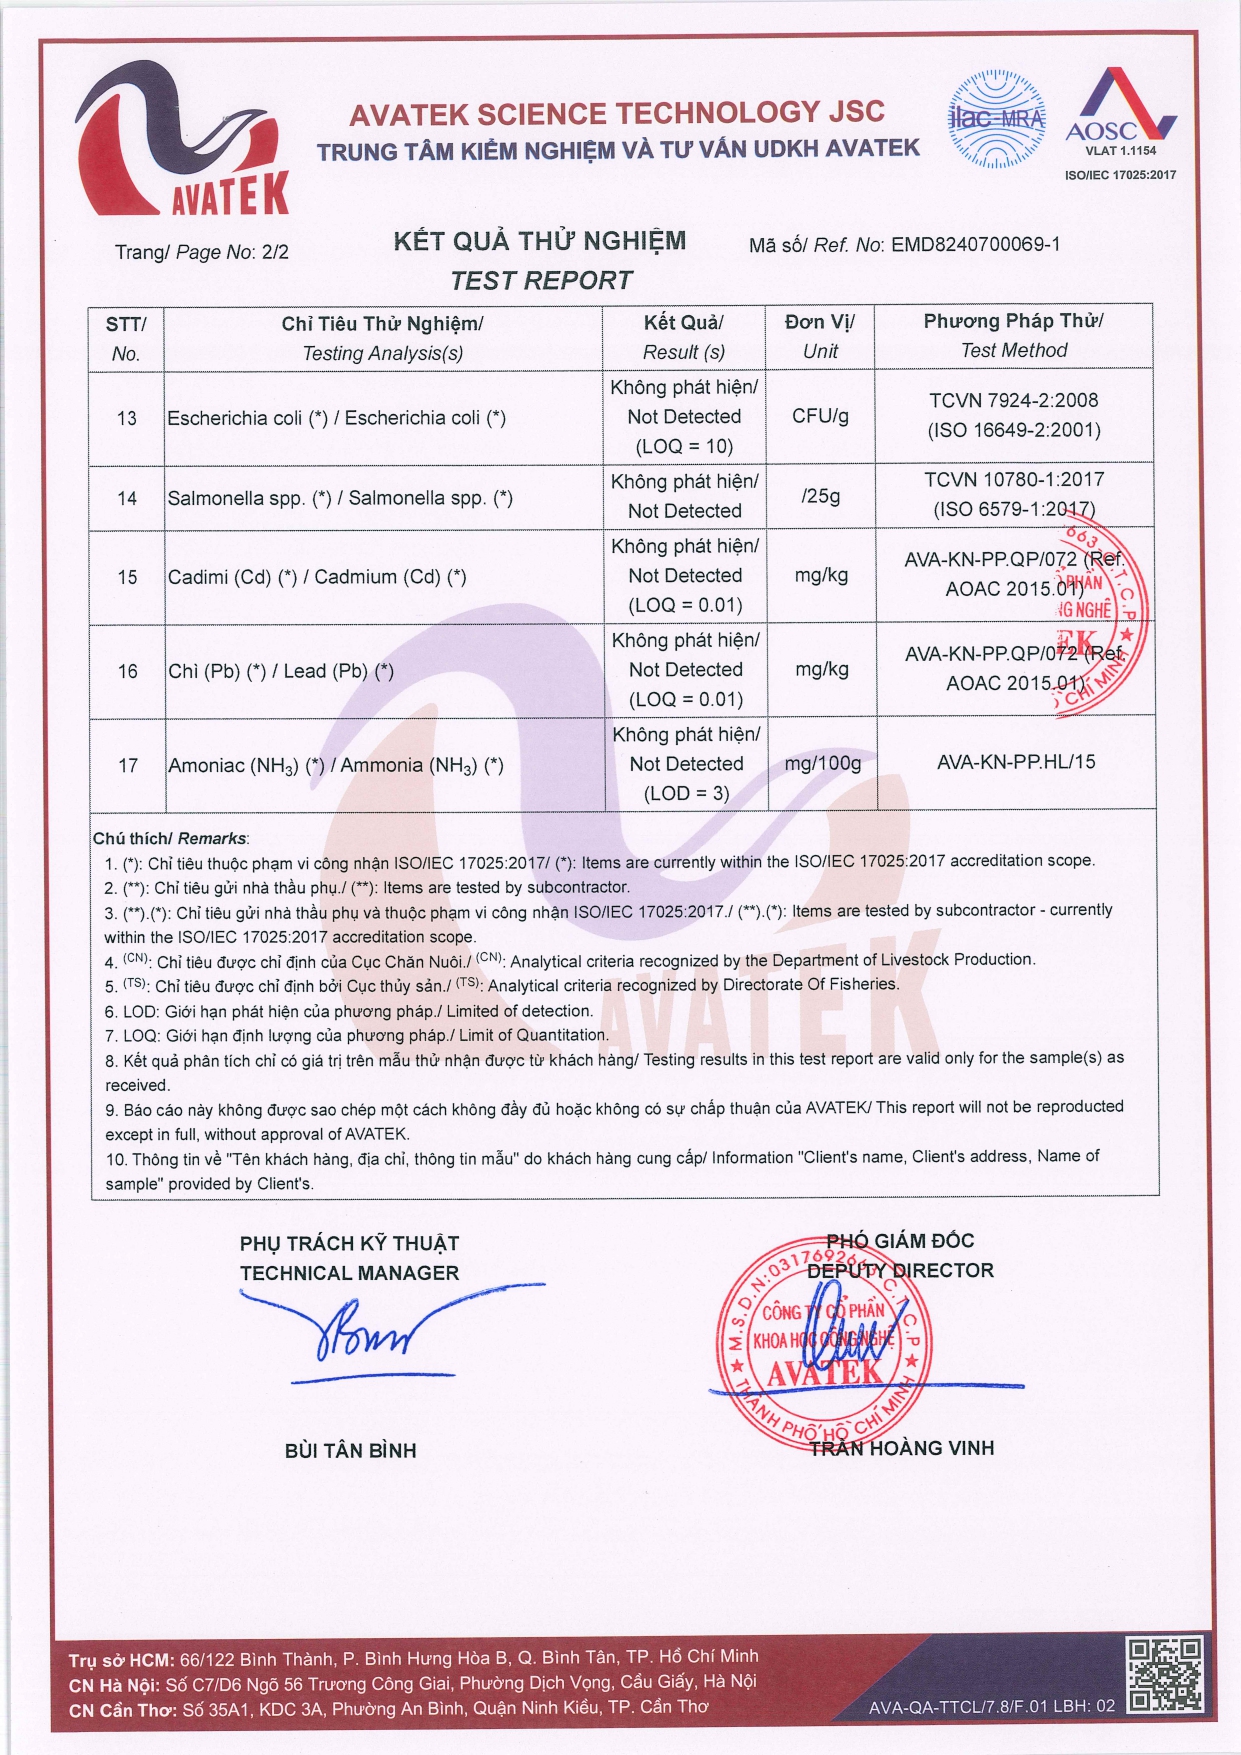 AVATEK
AVATEK SCIENCE TECHNOLOGY JSC
TRUNG TÂM KIỂM NGHIỆM VÀ TƯ VẤN UDKH AVATEK
ilac-MRA
AOSC
VLAT 1.1154
ISO/IEC 17025:2017
Trang/ Page No: 2/2
KẾT QUẢ THỬ NGHIỆM
TEST REPORT
Mã số/ Ref. No: EMD8240700069-1
STT/ No. Chỉ Tiêu Thử Nghiệm/ Testing Analysis(s) Kết Quả/ Result (s) Đơn Vị/ Unit Phương Pháp Thử/ Test Method
13 Escherichia coli (*) / Escherichia coli (*) Không phát hiện/ Not Detected (LOQ = 10) CFU/g TCVN 7924-2:2008 (ISO 16649-2:2001)
14 Salmonella spp. (*) / Salmonella spp. (*) Không phát hiện/ Not Detected /25g TCVN 10780-1:2017 (ISO 6579-1:2017)
15 Cadimi (Cd) (*) / Cadmium (Cd) (*) Không phát hiện/ Not Detected (LOQ = 0.01) mg/kg AVA-KN-PP.QP/072 (Ref. AOAC 2015.01)
16 Chì (Pb) (*) / Lead (Pb) (*) Không phát hiện/ Not Detected (LOQ = 0.01) mg/kg AVA-KN-PP.QP/072 (Ref. AOAC 2015.01)
17 Amoniac (NH3) (*) / Ammonia (NH3) (*) Không phát hiện/ Not Detected (LOD = 3) mg/100g AVA-KN-PP.HL/15
Chú thích/ Remarks:
1. (*): Chỉ tiêu thuộc phạm vi công nhận ISO/IEC 17025:2017/ (*): Items are currently within the ISO/IEC 17025:2017 accreditation scope.
2. (**): Chỉ tiêu gửi nhà thầu phụ./ (**): Items are tested by subcontractor.
3. (**).(*): Chỉ tiêu gửi nhà thầu phụ và thuộc phạm vi công nhận ISO/IEC 17025:2017./ (**).(*): Items are tested by subcontractor - currently
within the ISO/IEC 17025:2017 accreditation scope.
4. (CN): Chỉ tiêu được chỉ định của Cục Chăn Nuôi./ (CN): Analytical criteria recognized by the Department of Livestock Production.
5. (TS): Chỉ tiêu được chỉ định bởi Cục thủy sản./ (TS): Analytical criteria recognized by Directorate Of Fisheries.
6. LOD: Giới hạn phát hiện của phương pháp./ Limited of detection.
7. LOQ: Giới hạn định lượng của phương pháp./ Limit of Quantitation.
8. Kết quả phân tích chỉ có giá trị trên mẫu thử nhận được từ khách hàng/ Testing results in this test report are valid only for the sample(s) as
received.
9. Báo cáo này không được sao chép một cách không đầy đủ hoặc không có sự chấp thuận của AVATEK/ This report will not be reproduced
except in full, without approval of AVATEK.
10. Thông tin về "Tên khách hàng, địa chỉ, thông tin mẫu" do khách hàng cung cấp/ Information "Client's name, Client's address, Name of
sample" provided by Client's.
PHỤ TRÁCH KỸ THUẬT
TECHNICAL MANAGER
PHÓ GIÁM ĐỐC
DEPUTY DIRECTOR
M.S.D.N:0317692663 C.T.C.P
CÔNG TY CỔ PHẦN
KHOA HỌC CÔNG NGHỆ
AVATEK
THÀNH PHỐ HỒ CHÍ MINH
BÙI TÂN BÌNH
TRẦN HOÀNG VINH
Trụ sở HCM: 66/122 Bình Thành, P. Bình Hưng Hòa B, Q. Bình Tân, TP. Hồ Chí Minh
CN Hà Nội: Số C7/D6 Ngõ 56 Trương Công Giai, Phường Dịch Vọng, Cầu Giấy, Hà Nội
CN Cần Thơ: Số 35A1, KDC 3A, Phường An Bình, Quận Ninh Kiều, TP. Cần Thơ
AVA-QA-TTCL/7.8/F.01 LBH: 02